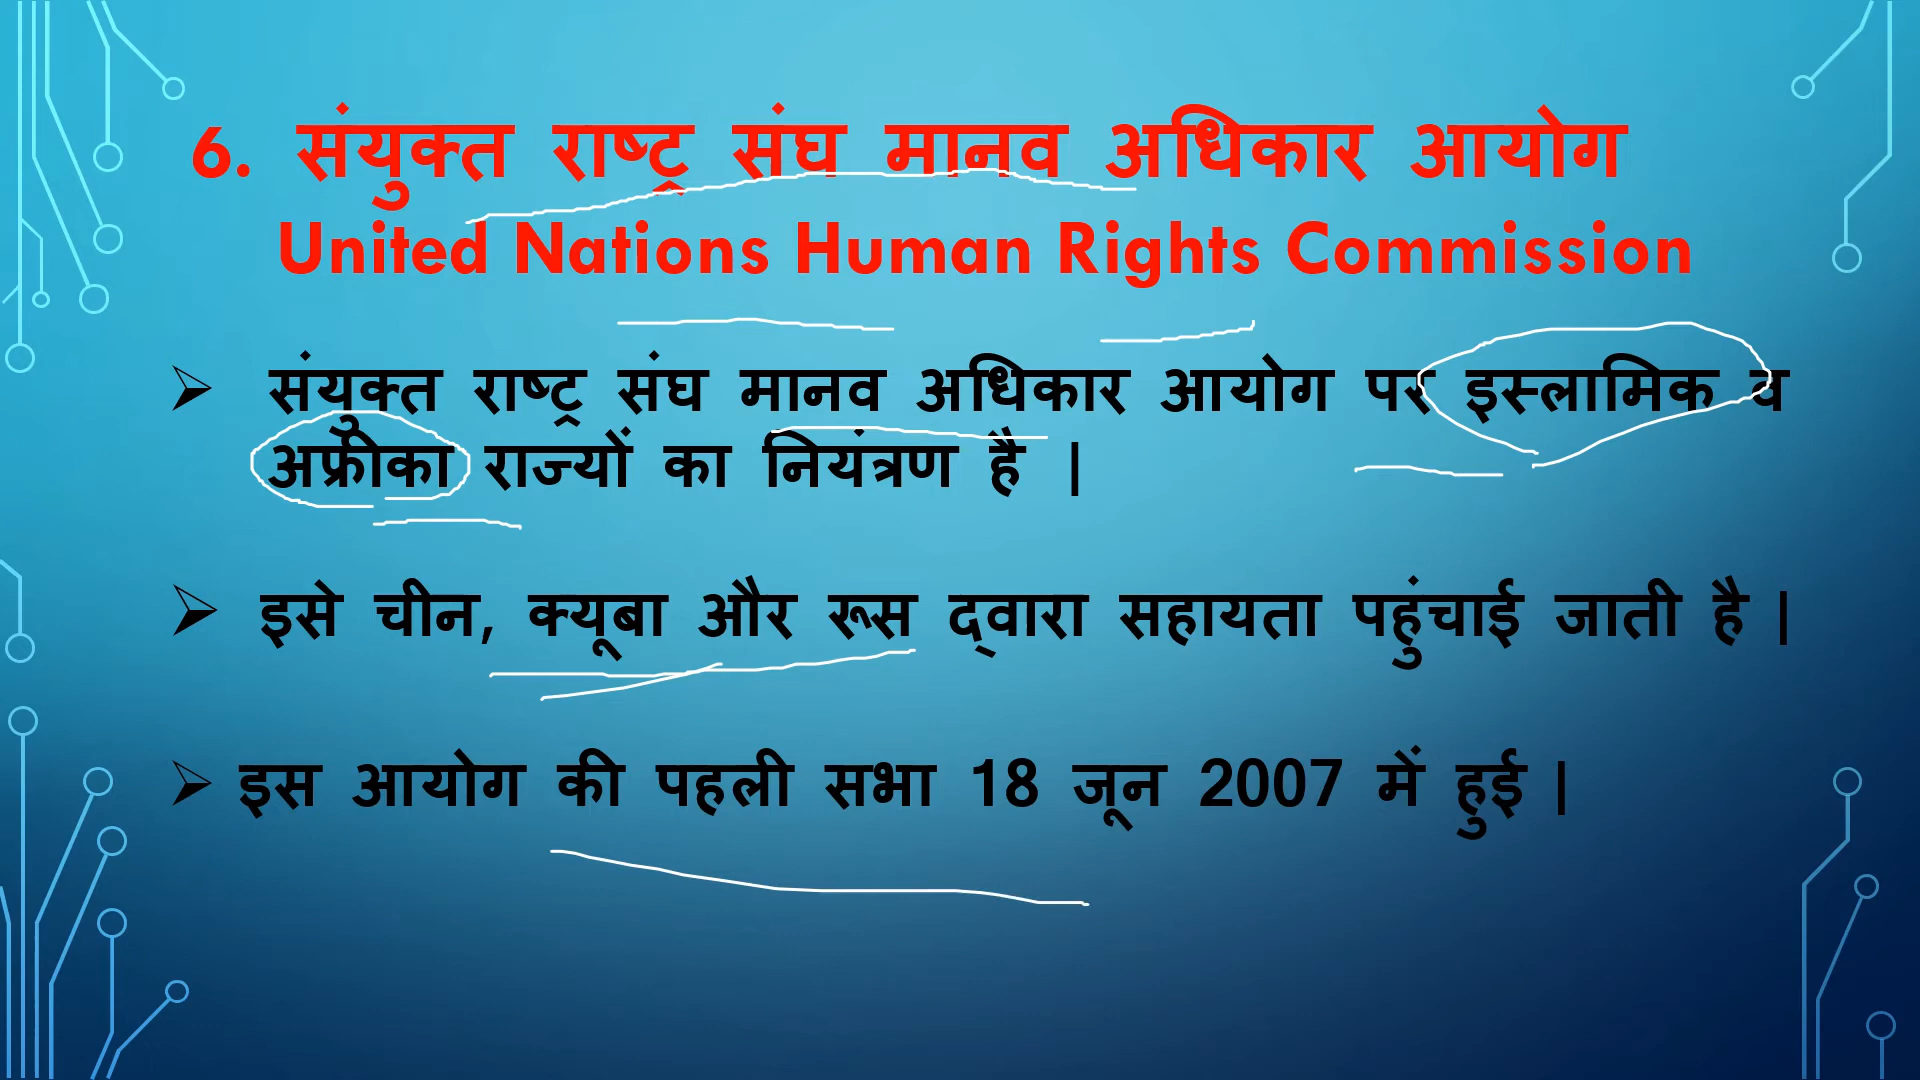 6. संयुक्त राष्ट्र संघ मानव अधिकार आयोग
United Nations Human Rights Commission
संयुक्त राष्ट्र संघ मानव अधिकार आयोग पर इस्लामिक व
अफ्रीका राज्यों का नियंत्रण है |
इसे चीन, क्यूबा और रूस द्वारा सहायता पहुंचाई जाती है |
इस आयोग की पहली सभा 18 जून 2007 में हुई |